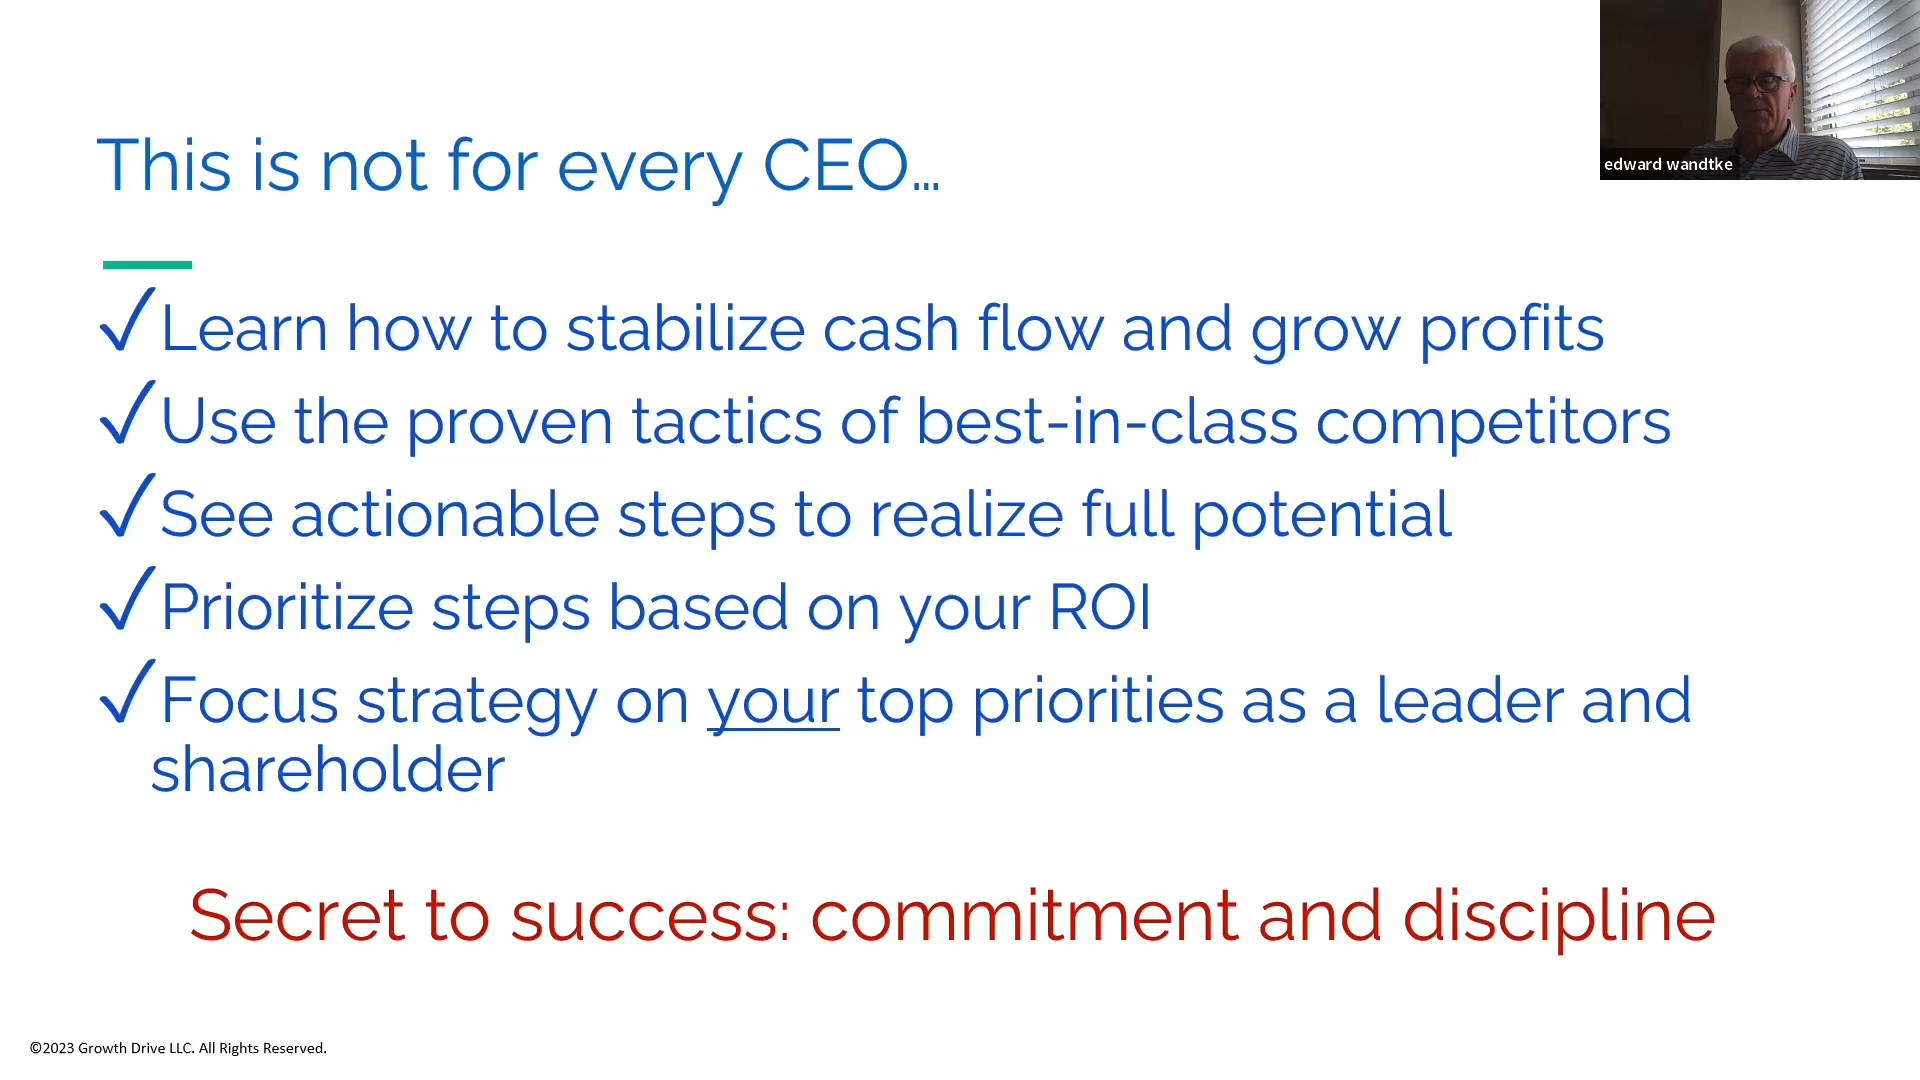 edward wandtke
This is not for every CEO...
✓Learn how to stabilize cash flow and grow profits
✓Use the proven tactics of best-in-class competitors
✓See actionable steps to realize full potential
✓Prioritize steps based on your ROI
✓Focus strategy on your top priorities as a leader and
shareholder
Secret to success: commitment and discipline
©2023 Growth Drive LLC. All Rights Reserved.